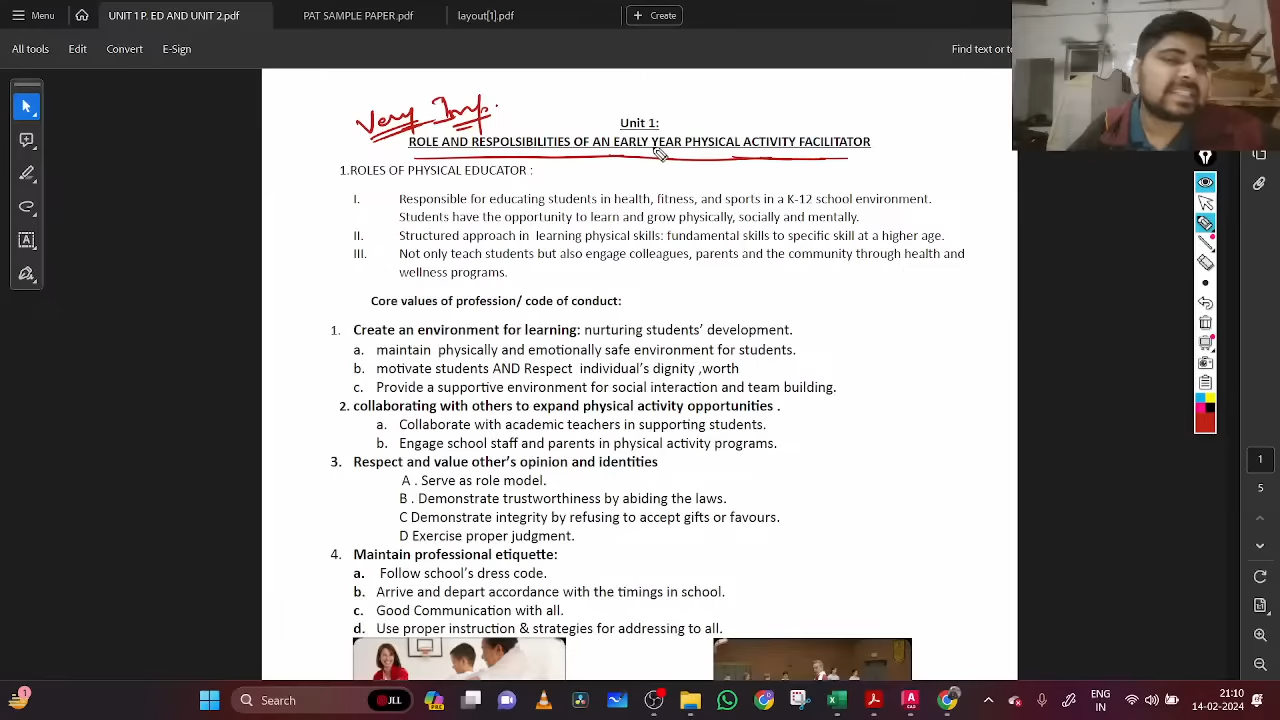 Menu
UNIT 1 P. ED AND UNIT 2.pdf
PAT SAMPLE PAPER.pdf
layout[1].pdf
+ Create
All tools Edit Convert E-Sign
Find text or to
Very Imp.
Unit 1:
ROLE AND RESPOLSIBILITIES OF AN EARLY YEAR PHYSICAL ACTIVITY FACILITATOR
1.ROLES OF PHYSICAL EDUCATOR :
I. Responsible for educating students in health, fitness, and sports in a K-12 school environment.
Students have the opportunity to learn and grow physically, socially and mentally.
II. Structured approach in learning physical skills: fundamental skills to specific skill at a higher age.
III. Not only teach students but also engage colleagues, parents and the community through health and
wellness programs.
Core values of profession/ code of conduct:
1. Create an environment for learning: nurturing students’ development.
a. maintain physically and emotionally safe environment for students.
b. motivate students AND Respect individual’s dignity ,worth
c. Provide a supportive environment for social interaction and team building.
2. collaborating with others to expand physical activity opportunities .
a. Collaborate with academic teachers in supporting students.
b. Engage school staff and parents in physical activity programs.
3. Respect and value other’s opinion and identities
A . Serve as role model.
B . Demonstrate trustworthiness by abiding the laws.
C Demonstrate integrity by refusing to accept gifts or favours.
D Exercise proper judgment.
4. Maintain professional etiquette:
a. Follow school’s dress code.
b. Arrive and depart accordance with the timings in school.
c. Good Communication with all.
d. Use proper instruction & strategies for addressing to all.
1
5
1
Search
JLL
PRE
ENG
IN
21:10
14-02-2024